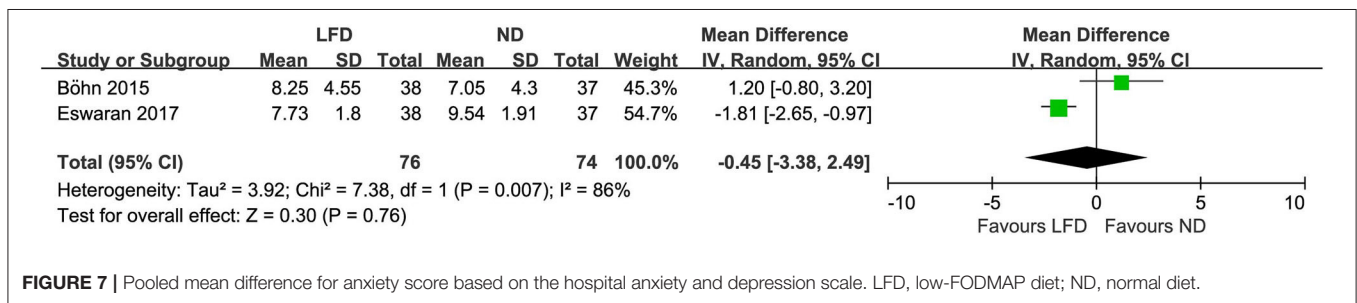 LFD ND Mean Difference Mean Difference
Study or Subgroup Mean SD Total Mean SD Total Weight IV, Random, 95% CI IV, Random, 95% CI
Böhn 2015 8.25 4.55 38 7.05 4.3 37 45.3% 1.20 [-0.80, 3.20]
Eswaran 2017 7.73 1.8 38 9.54 1.91 37 54.7% -1.81 [-2.65, -0.97]
Total (95% CI) 76 74 100.0% -0.45 [-3.38, 2.49]
Heterogeneity: Tau² = 3.92; Chi² = 7.38, df = 1 (P = 0.007); I² = 86%
Test for overall effect: Z = 0.30 (P = 0.76)
-10 -5 0 5 10
Favours LFD Favours ND
FIGURE 7 | Pooled mean difference for anxiety score based on the hospital anxiety and depression scale. LFD, low-FODMAP diet; ND, normal diet.